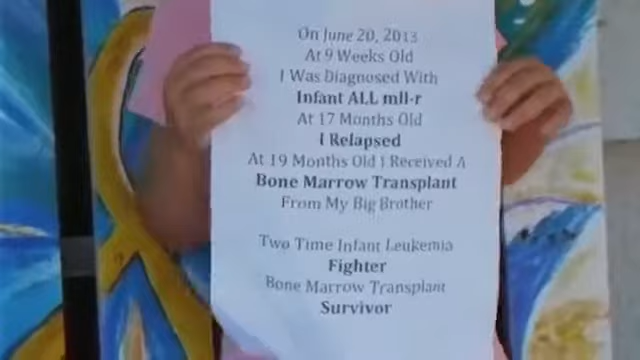 On June 20, 2013
At 9 Weeks Old
I Was Diagnosed With
Infant ALL mll-r
At 17 Months Old
I Relapsed
At 19 Months Old I Received A
Bone Marrow Transplant
From My Big Brother
Two Time Infant Leukemia
Fighter
Bone Marrow Transplant
Survivor